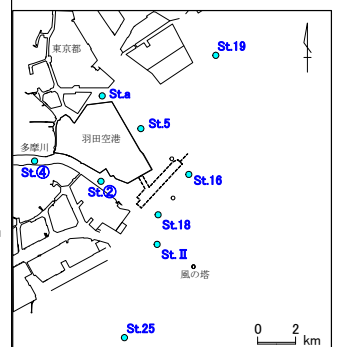 東京都
St.19
St.a
St.5
羽田空港
多摩川
St.④
St.②
St.16
St.18
St.Ⅱ
風の塔
St.25
0 2
km